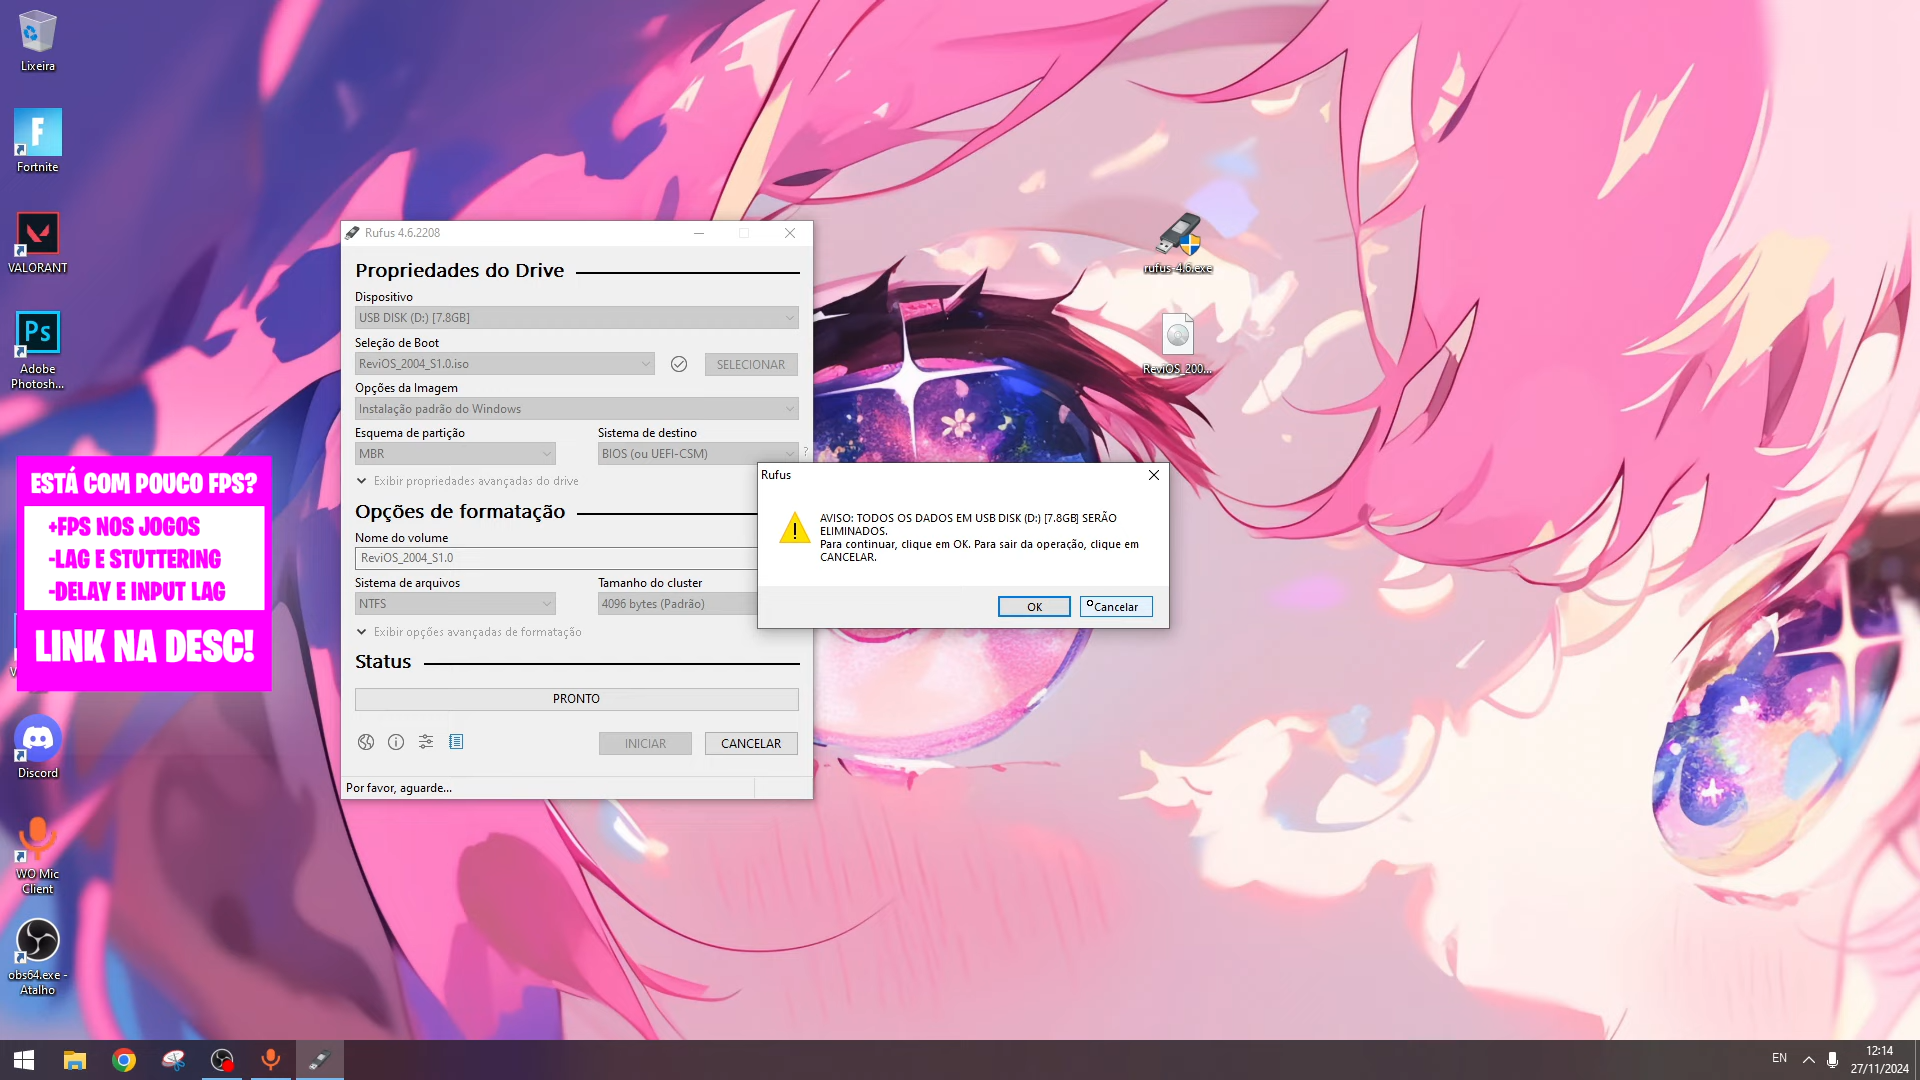 Lixeira
Fortnite
VALORANT
Ps
Adobe
Photosh...
ESTÁ COM POUCO FPS?
+FPS NOS JOGOS
-LAG E STUTTERING
-DELAY E INPUT LAG
LINK NA DESC!
Discord
WO Mic
Client
obs64.exe -
Atalho
Rufus 4.6.2208
Propriedades do Drive
Dispositivo
USB DISK (D:) [7.8GB]
Seleção de Boot
ReviOS_2004_S1.0.iso
SELECIONAR
Opções da Imagem
Instalação padrão do Windows
Esquema de partição
Sistema de destino
MBR
BIOS (ou UEFI-CSM)
?
Exibir propriedades avançadas do drive
Opções de formatação
Nome do volume
ReviOS_2004_S1.0
Sistema de arquivos
Tamanho do cluster
NTFS
4096 bytes (Padrão)
Exibir opções avançadas de formatação
Status
PRONTO
INICIAR
CANCELAR
Por favor, aguarde...
Rufus
AVISO: TODOS OS DADOS EM USB DISK (D:) [7.8GB] SERÃO
ELIMINADOS.
Para continuar, clique em OK. Para sair da operação, clique em
CANCELAR.
OK
Cancelar
rufus-4.6.exe
ReviOS_200...
EN
12:14
27/11/2024